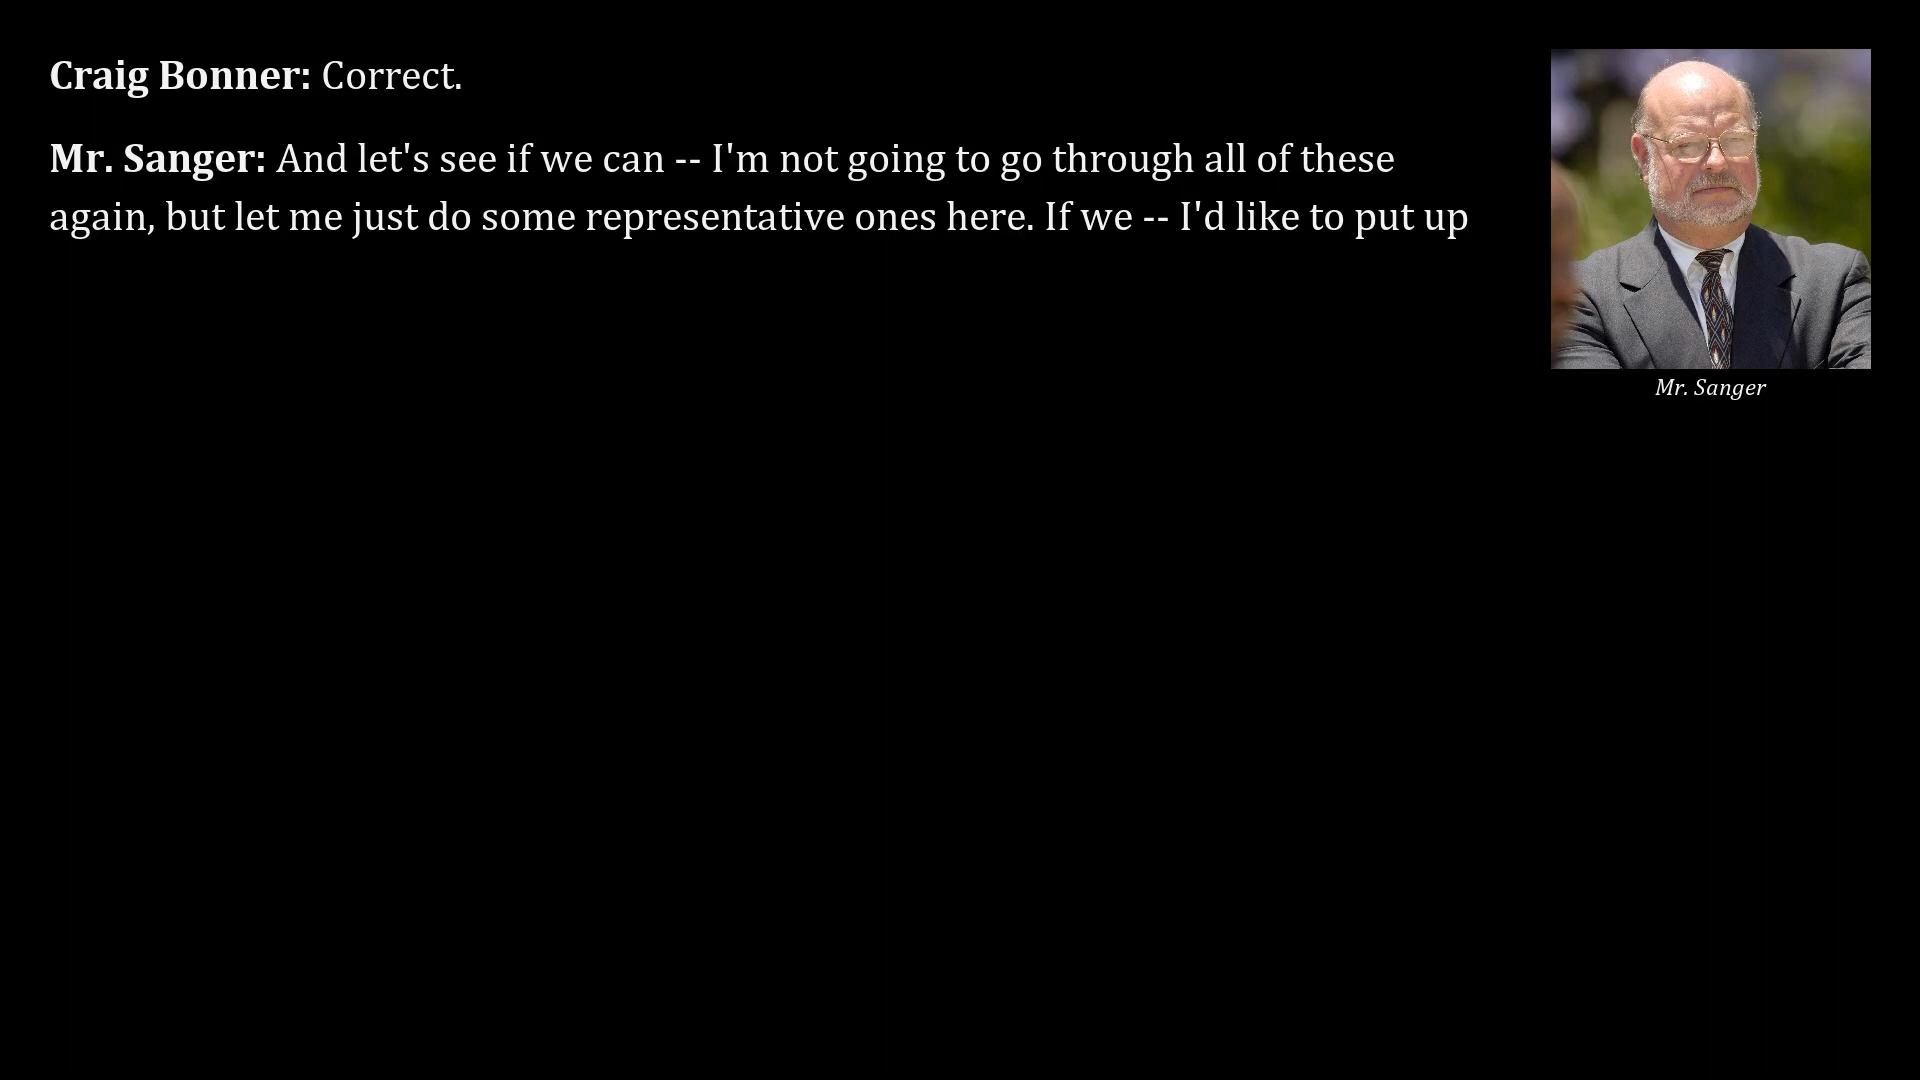 Craig Bonner: Correct.
Mr. Sanger: And let's see if we can -- I'm not going to go through all of these
again, but let me just do some representative ones here. If we -- I'd like to put up
Mr. Sanger